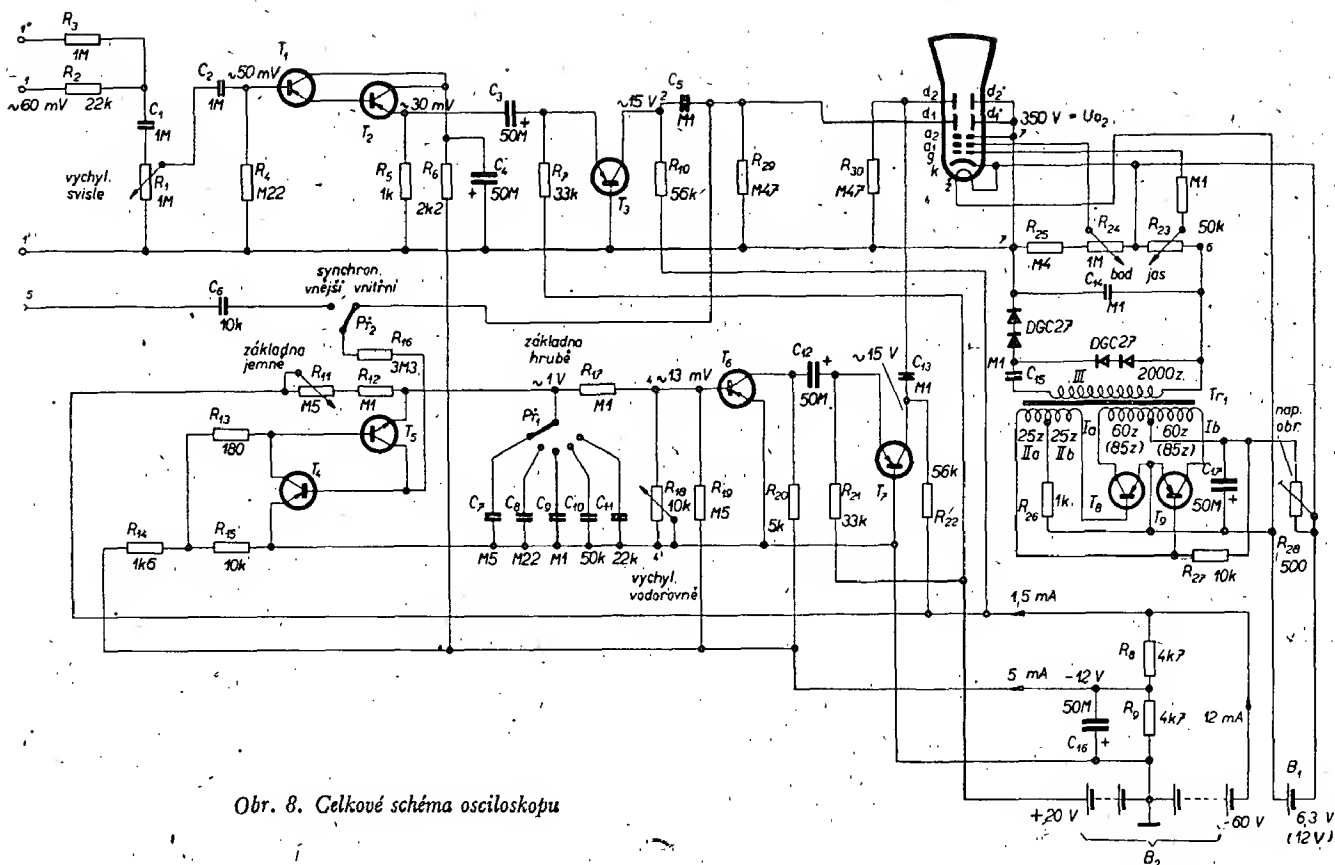 1"
R3
1M
1
R2
22k
~60 mV
C1
1M
vychyl.
svisle
R1
1M
C2
1M
~50 mV
T1
T2
R4
M22
~30 mV
R5
1k
R6
2k2
C3
50M
+
C4
50M
+
R7
33k
T3
~15 V
2
C5
M1
R10
56k
R29
M47
R30
M47
d2
d1
a2
a1
g
k
d2'
d1'
350 V = Ua2
M1
R25
M4
R24
1M
bod
R23
50k
jas
6
C14
M1
DGC27
DGC27
M1
C15
2000z.
III
Tr1
25z
IIa
25z
IIb
Ia
60z
(85z)
60z
(85z)
Ib
R26
1k
T8
T9
C17
50M
+
nap.
obr.
R28
500
R27
10k
1'
5
C6
10k
synchron.
vnější
vnitřní
Př2
R16
3M3
základna
jemně
R11
M5
R12
M1
R13
180
T5
T4
R14
1k6
R15
10k
základna
hrubě
~1 V
Př1
R17
M1
4
~13 mV
T6
C7
M5
C8
M22
C9
M1
C10
50k
C11
22k
R18
10k
4'
vychyl.
vodorovně
R19
M5
R20
5k
C12
50M
+
R21
33k
~15 V
C13
M1
T7
56k
R22
1,5 mA
5 mA
-12 V
50M
C16
+
R8
4k7
R9
4k7
12 mA
+20 V
-60 V
B2
B1
6,3 V
(12V)
Obr. 8. Celkové schéma osciloskopu